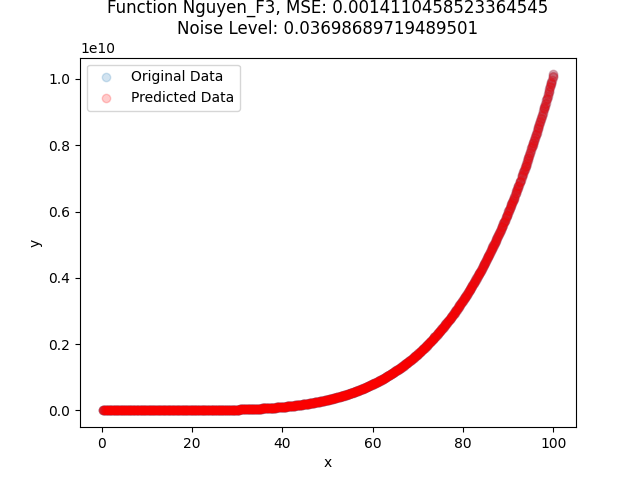 Function Nguyen_F3, MSE: 0.0014110458523364545
Noise Level: 0.03698689719489501
1e10
Original Data
Predicted Data
1.0
0.8
0.6
0.4
0.2
0.0
y
0 20 40 60 80 100
x